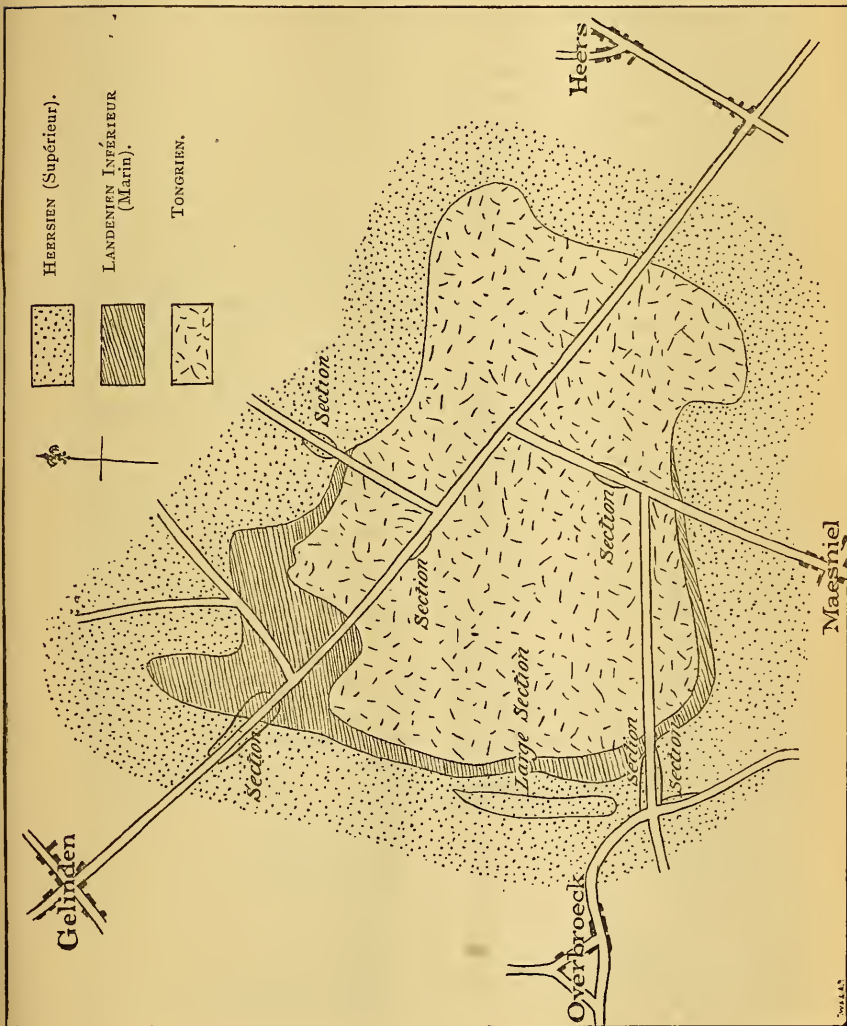 HEERSIEN (Supérieur).
LANDENIEN INFÉRIEUR
(Marin).
TONGRIEN.
Heers
Section
Section
Section
Section
Large Section
Section
Section
Gelinden
Overbroeck
Maesniel